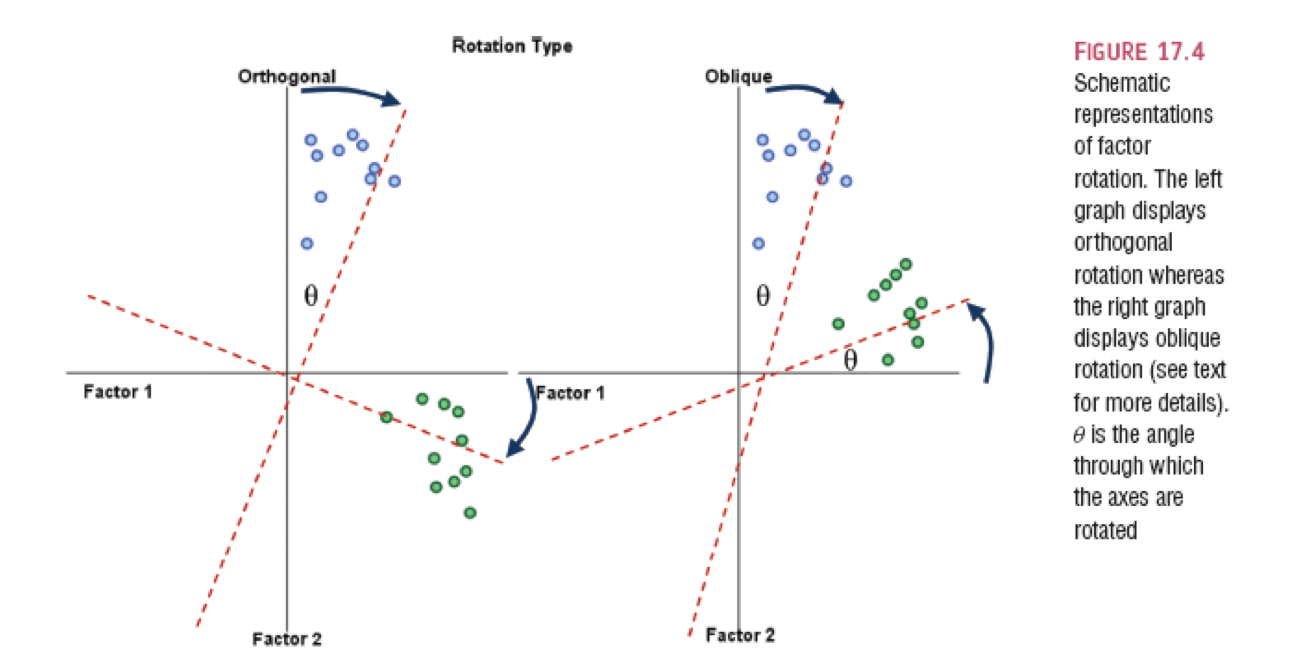 Rotation Type
Orthogonal
θ
Factor 1
Factor 2
Oblique
θ
θ
Factor 1
Factor 2
FIGURE 17.4
Schematic
representations
of factor
rotation. The left
graph displays
orthogonal
rotation whereas
the right graph
displays oblique
rotation (see text
for more details).
θ is the angle
through which
the axes are
rotated